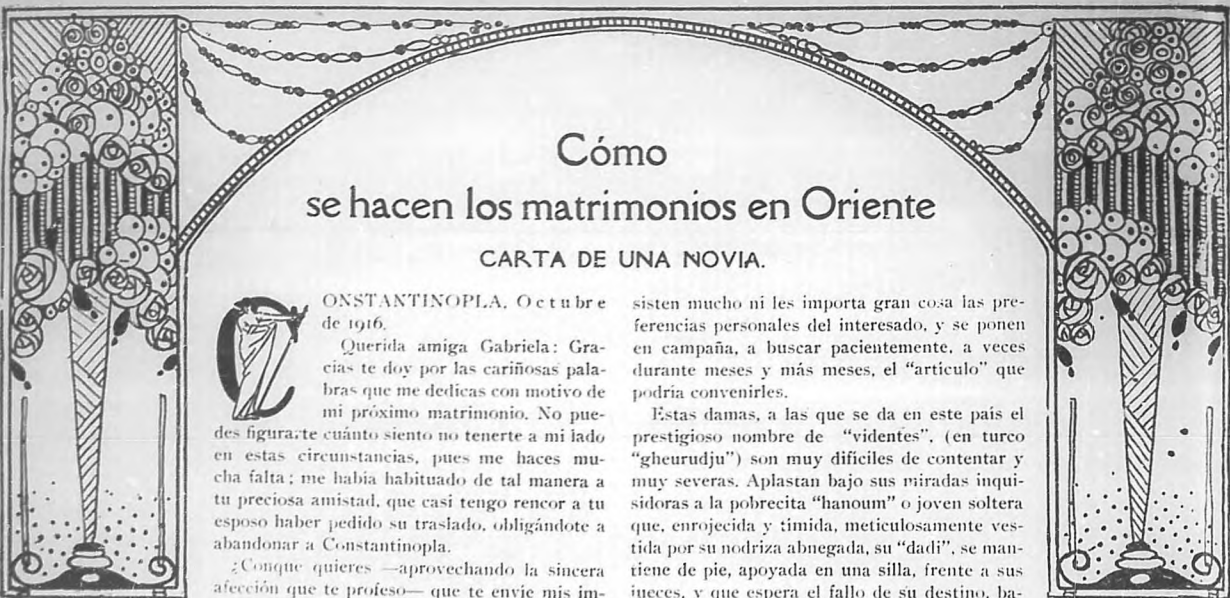 Cómo
se hacen los matrimonios en Oriente
CARTA DE UNA NOVIA.
CONSTANTINOPLA, Octubre
de 1916.
Querida amiga Gabriela: Gra-
cias te doy por las cariñosas pala-
bras que me dedicas con motivo de
mi próximo matrimonio. No pue-
des figurarte cuánto siento no tenerte a mi lado
en estas circunstancias, pues me haces mu-
cha falta; me había habituado de tal manera a
tu preciosa amistad, que casi tengo rencor a tu
esposo haber pedido su traslado, obligándote a
abandonar a Constantinopla.
¿Conque quieres —aprovechando la sincera
afección que te profeso— que te envíe mis im-
sisten mucho ni les importa gran cosa las pre-
ferencias personales del interesado, y se ponen
en campaña, a buscar pacientemente, a veces
durante meses y más meses, el "artículo" que
podría convenirles.
Estas damas, a las que se da en este país el
prestigioso nombre de "videntes", (en turco
"gheurudju") son muy difíciles de contentar y
muy severas. Aplastan bajo sus miradas inqui-
sidoras a la pobrecita "hanoum" o joven soltera
que, enrojecida y tímida, meticulosamente ves-
tida por su nodriza abnegada, su "dadi", se man-
tiene de pie, apoyada en una silla, frente a sus
jueces, y que espera el fallo de su destino, ba-